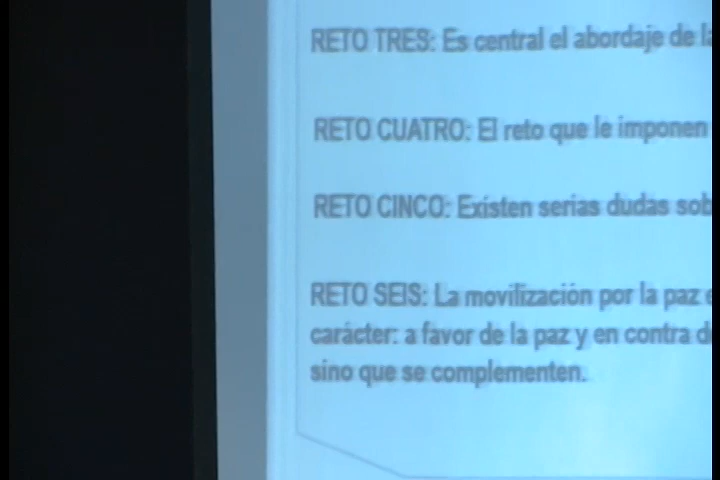 RETO TRES: Es central el abordaje de la
RETO CUATRO: El reto que le imponen
RETO CINCO: Existen serias dudas sob
RETO SEIS: La movilización por la paz e
carácter: a favor de la paz y en contra d
sino que se complementen.